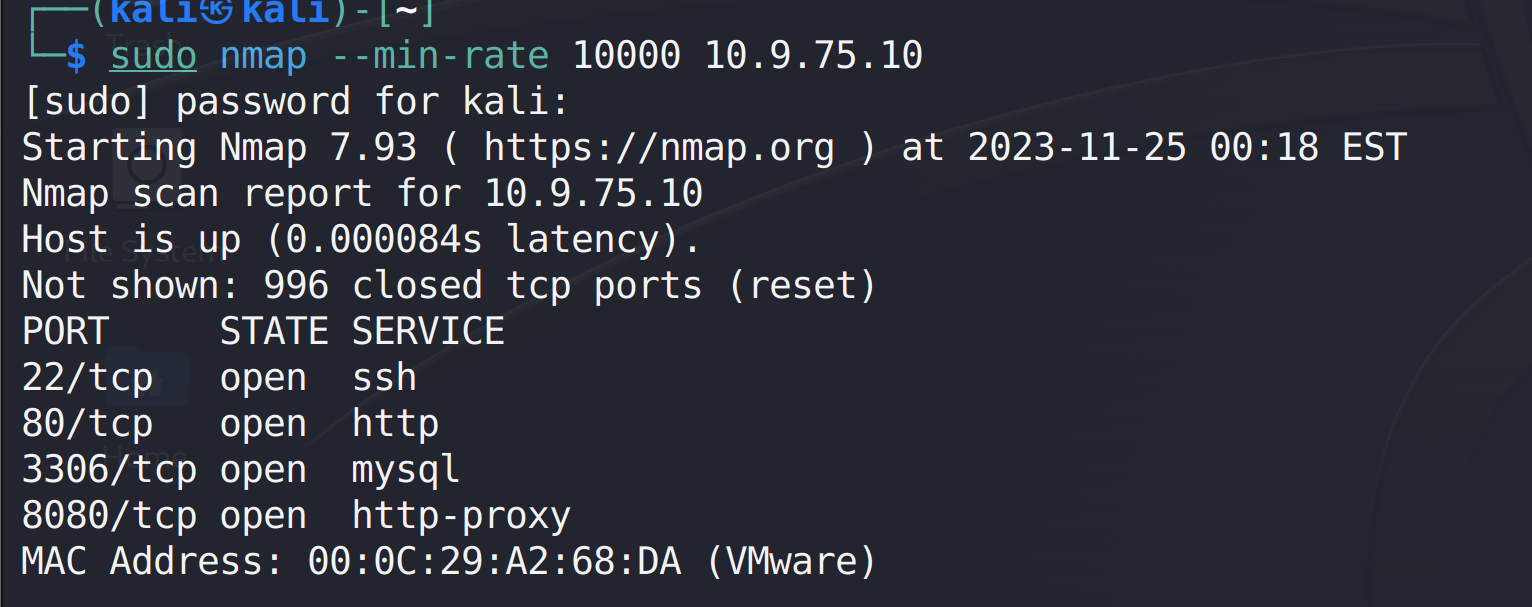 ┌──(kali㉿kali)-[~]
└─$ sudo nmap --min-rate 10000 10.9.75.10
[sudo] password for kali:
Starting Nmap 7.93 ( https://nmap.org ) at 2023-11-25 00:18 EST
Nmap scan report for 10.9.75.10
Host is up (0.000084s latency).
Not shown: 996 closed tcp ports (reset)
PORT     STATE SERVICE
22/tcp   open  ssh
80/tcp   open  http
3306/tcp open  mysql
8080/tcp open  http-proxy
MAC Address: 00:0C:29:A2:68:DA (VMware)
Trash
File System
Home